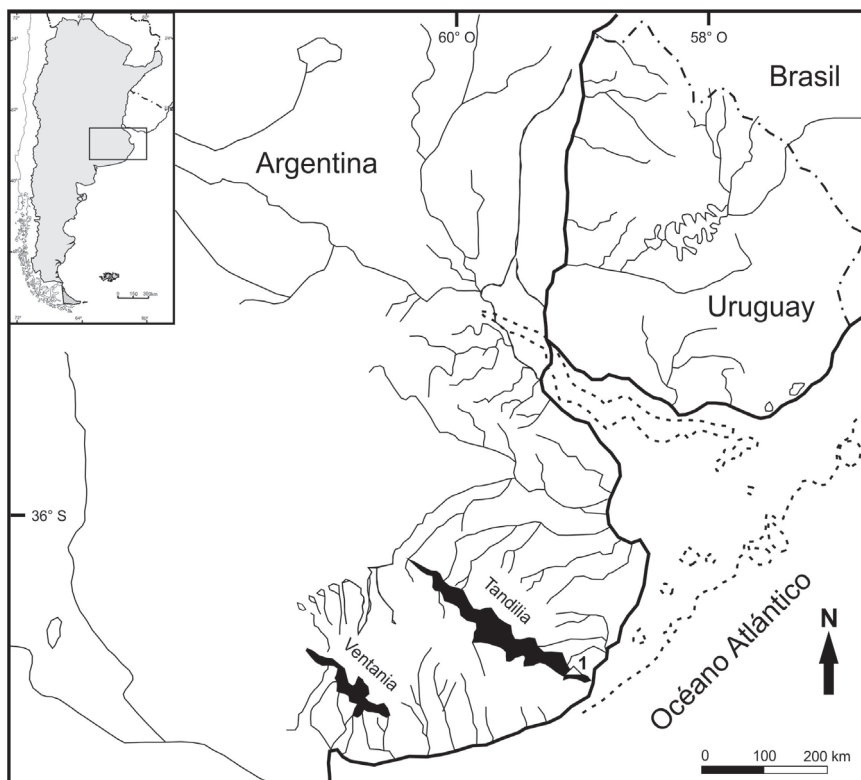 60° O
58° O
Brasil
Argentina
Uruguay
36° S
Tandilia
1
Ventania
N
Océano Atlántico
0 100 200 km